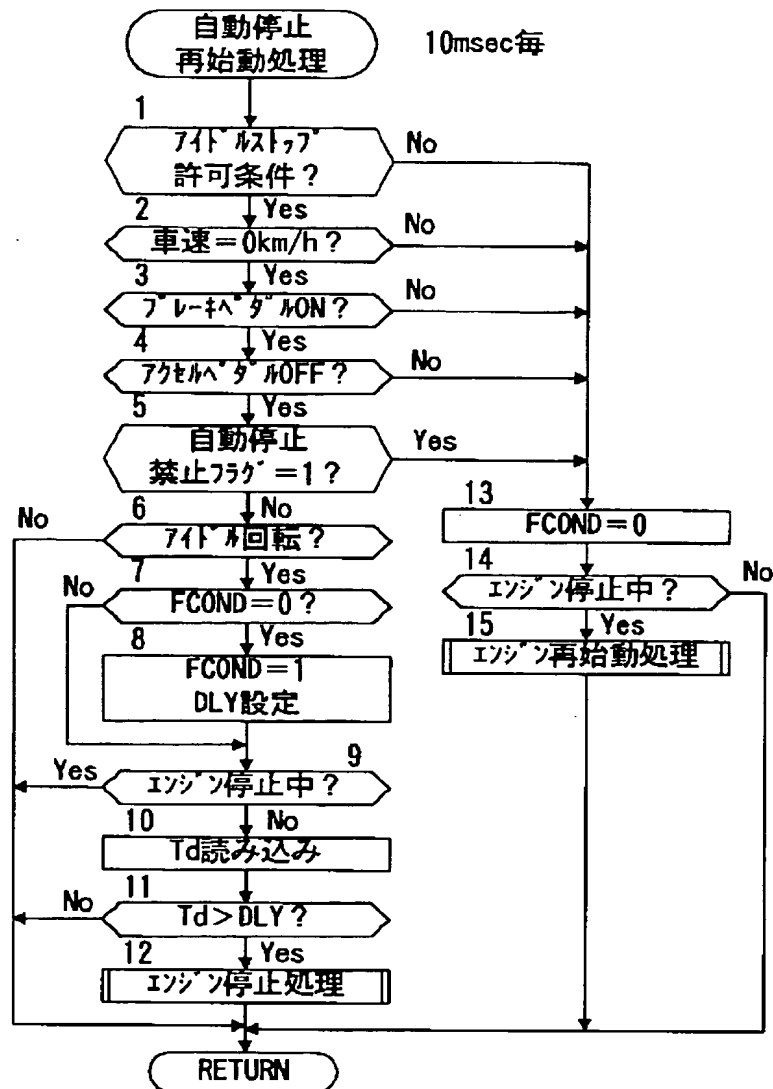 自動停止
再始動処理
10msec毎
1
アイドルストップ
許可条件？
No
Yes
2
車速＝0km/h？
No
Yes
3
ブレーキペダルON？
No
Yes
4
アクセルペダルOFF？
No
Yes
5
自動停止
禁止フラグ＝1？
Yes
No
6
アイドル回転？
No
Yes
7
FCOND＝0？
No
Yes
8
FCOND＝1
DLY設定
9
エンジン停止中？
Yes
No
10
Td読み込み
11
Td＞DLY？
No
Yes
12
エンジン停止処理
13
FCOND＝0
14
エンジン停止中？
No
Yes
15
エンジン再始動処理
RETURN